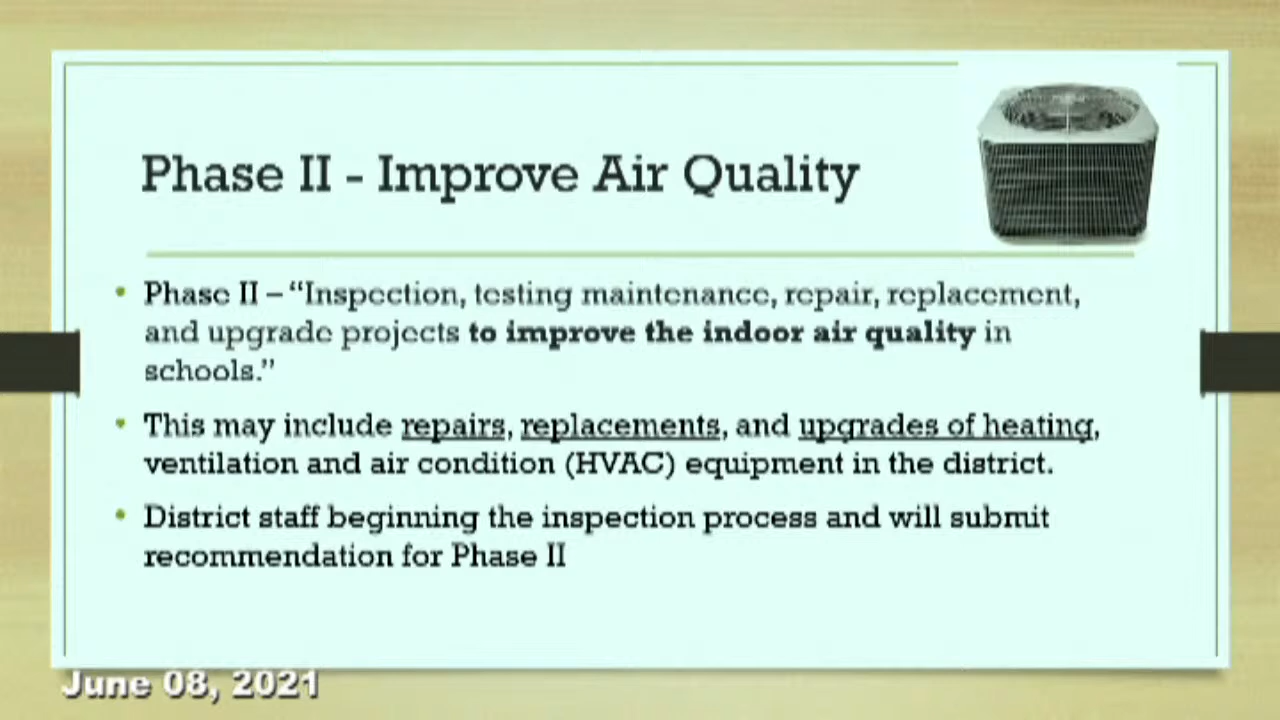 Phase II - Improve Air Quality
• Phase II – “Inspection, testing maintenance, repair, replacement,
and upgrade projects to improve the indoor air quality in
schools.”
• This may include repairs, replacements, and upgrades of heating,
ventilation and air condition (HVAC) equipment in the district.
• District staff beginning the inspection process and will submit
recommendation for Phase II
June 08, 2021